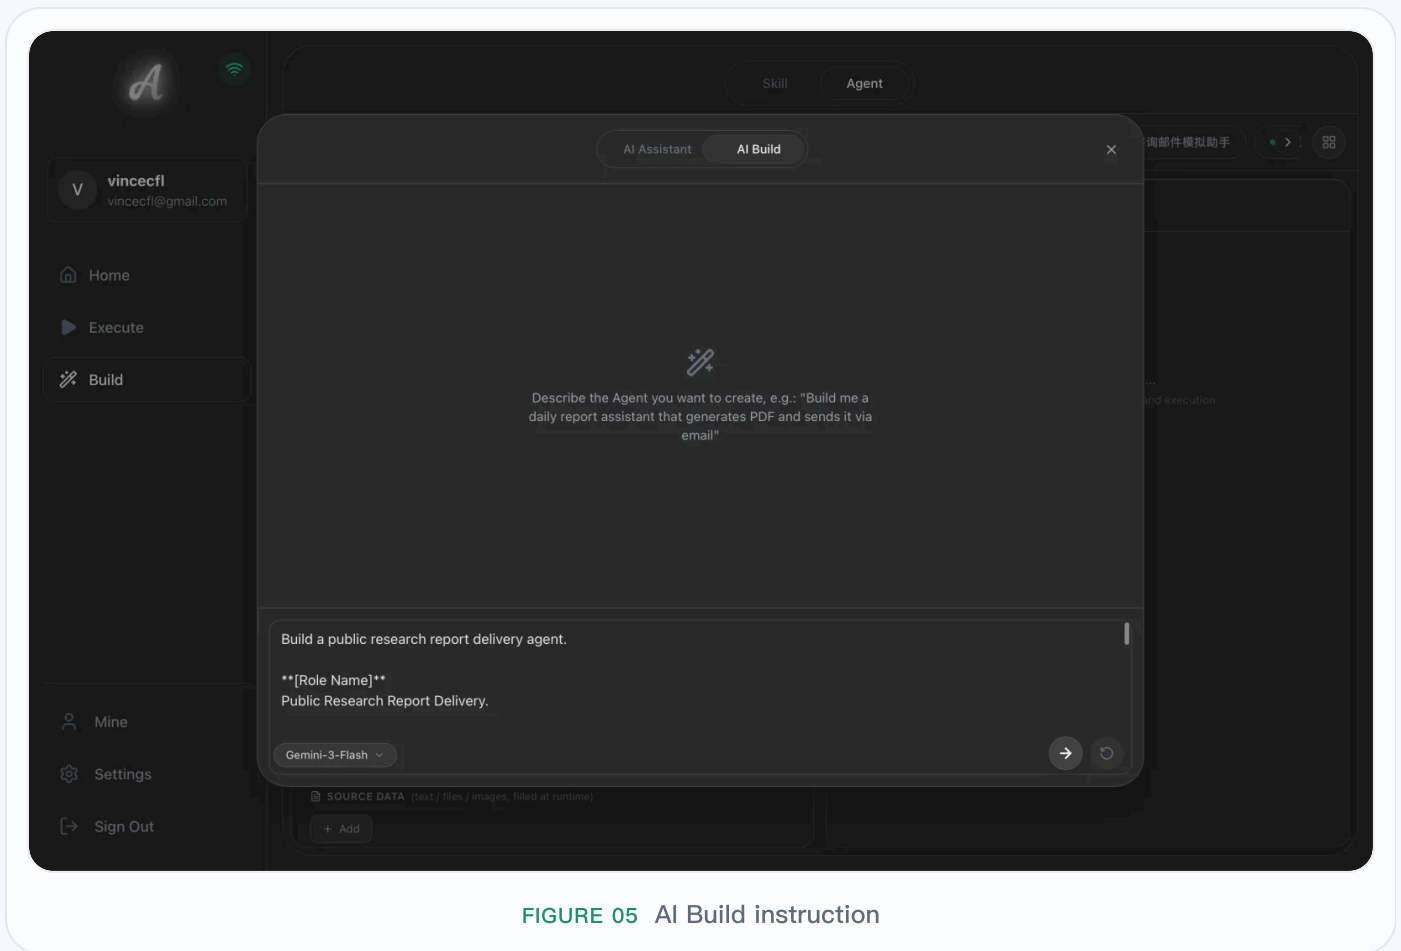 A
Skill
Agent
AI Assistant
AI Build
询邮件模拟助手
V
vincecfl
vincecfl@gmail.com
Home
Execute
Build
Describe the Agent you want to create, e.g.: "Build me a
daily report assistant that generates PDF and sends it via
email"
...
nd execution
Build a public research report delivery agent.
**[Role Name]**
Public Research Report Delivery.
Gemini-3-Flash
Mine
Settings
Sign Out
SOURCE DATA (text / files / images, filled at runtime)
+ Add
FIGURE 05 AI Build instruction